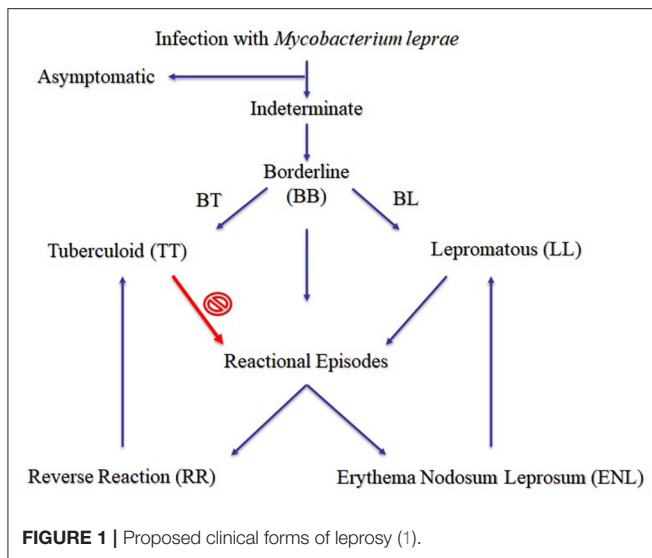 Infection with Mycobacterium leprae
Asymptomatic
Indeterminate
Borderline
(BB)
BT
BL
Tuberculoid (TT)
Lepromatous (LL)
Reactional Episodes
Reverse Reaction (RR)
Erythema Nodosum Leprosum (ENL)
FIGURE 1 | Proposed clinical forms of leprosy (1).